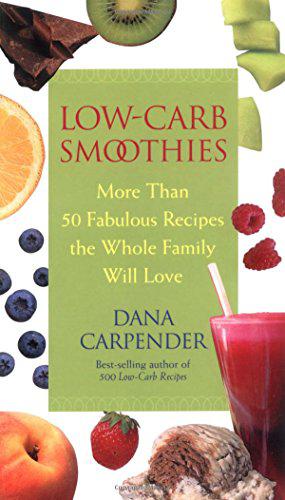 LOW-CARB
SMOOTHIES
More Than
50 Fabulous Recipes
the Whole Family
Will Love
DANA
CARPENDER
Best-selling author of
500 Low-Carb Recipes